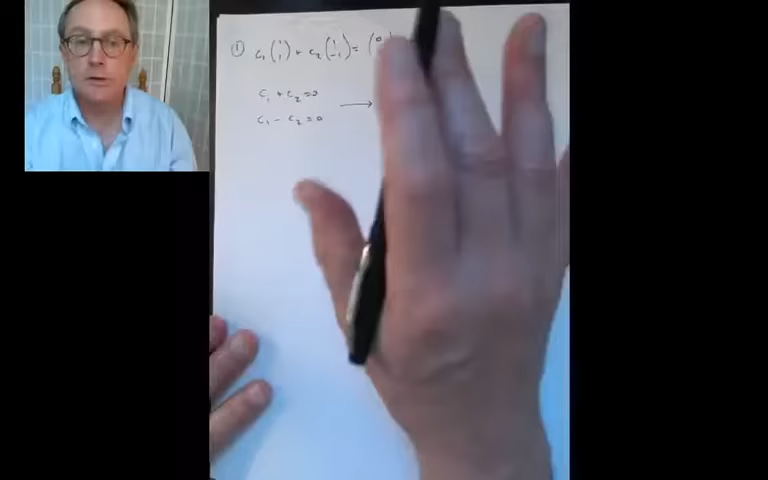 ① c₁(1 1) + c₂(1 -1) = (0
c₁ + c₂ = 0
c₁ - c₂ = 0 →